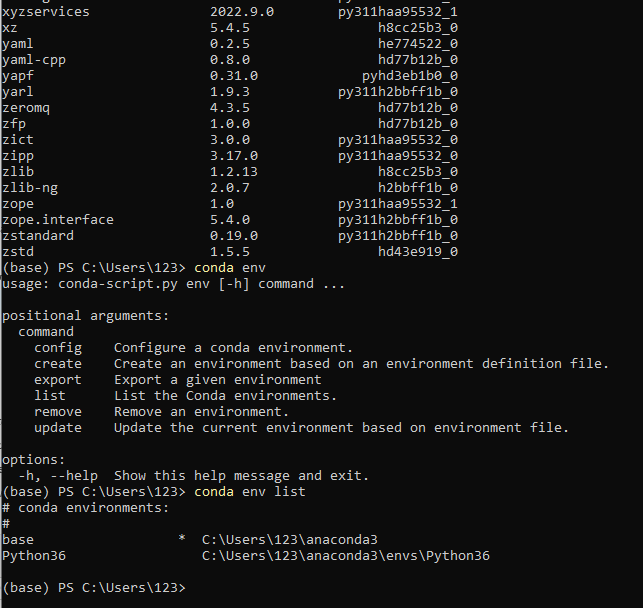 xyzservices               2022.9.0        py311haa95532_1
xz                        5.4.5                h8cc25b3_0
yaml                      0.2.5                he774522_0
yaml-cpp                  0.8.0                hd77b12b_0
yapf                      0.31.0             pyhd3eb1b0_0
yarl                      1.9.3           py311h2bbff1b_0
zeromq                    4.3.5                hd77b12b_0
zfp                       1.0.0                hd77b12b_0
zict                      3.0.0           py311haa95532_0
zipp                      3.17.0          py311haa95532_0
zlib                      1.2.13               h8cc25b3_0
zlib-ng                   2.0.7                h2bbff1b_0
zope                      1.0             py311haa95532_1
zope.interface            5.4.0           py311h2bbff1b_0
zstandard                 0.19.0          py311h2bbff1b_0
zstd                      1.5.5                hd43e919_0
(base) PS C:\Users\123> conda env
usage: conda-script.py env [-h] command ...
positional arguments:
  command
    config    Configure a conda environment.
    create    Create an environment based on an environment definition file.
    export    Export a given environment
    list      List the Conda environments.
    remove    Remove an environment.
    update    Update the current environment based on environment file.
options:
  -h, --help  Show this help message and exit.
(base) PS C:\Users\123> conda env list
# conda environments:
#
base                  *  C:\Users\123\anaconda3
Python36                 C:\Users\123\anaconda3\envs\Python36
(base) PS C:\Users\123>